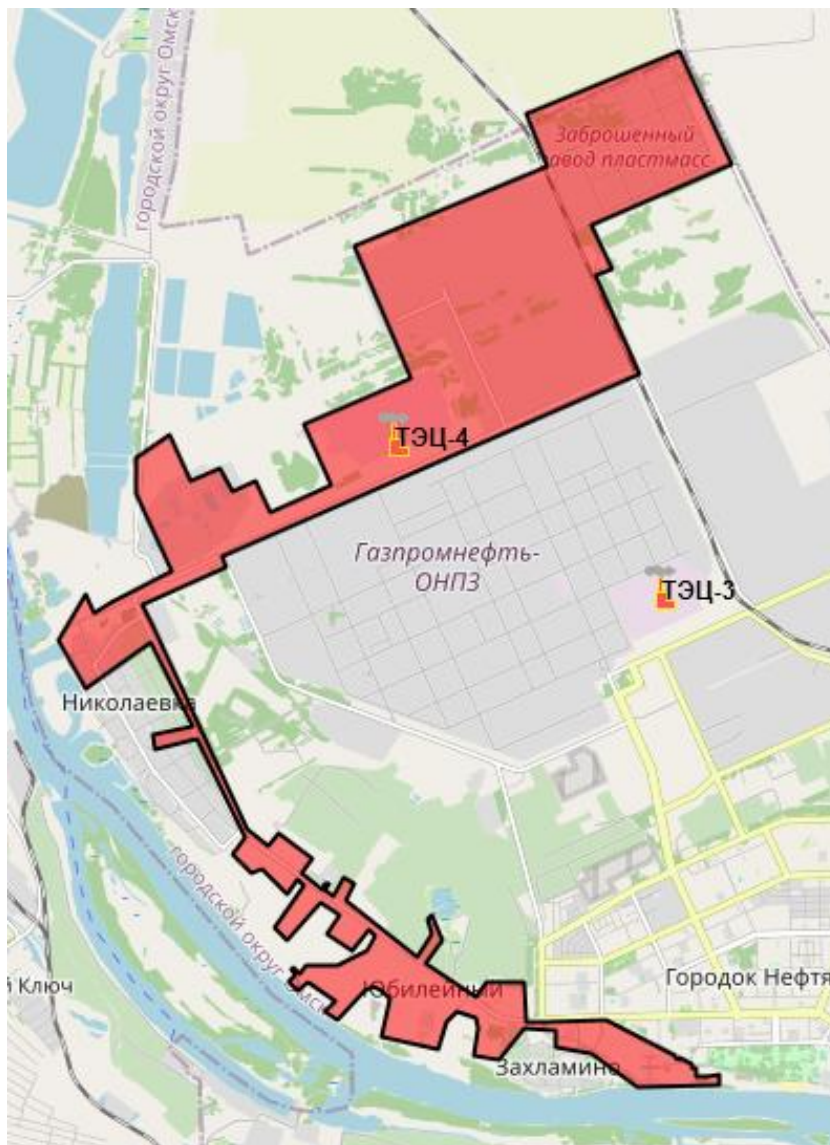 городской округ Омск
Заброшенный
завод пластмасс
ТЭЦ-4
Газпромнефть-
ОНПЗ
ТЭЦ-3
Николаевка
городской округ Омск
й Ключ
Юбилейный
Городок Нефтя
Захламино